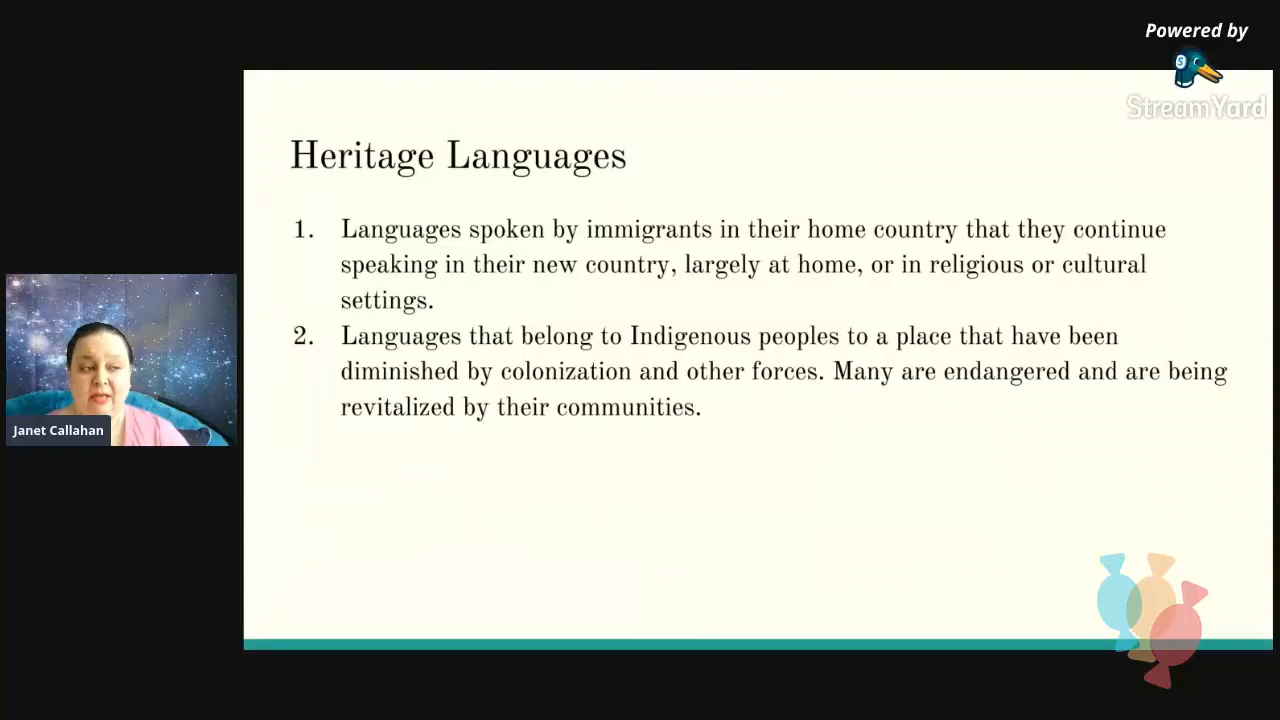 Powered by
StreamYard
Heritage Languages
1. Languages spoken by immigrants in their home country that they continue
speaking in their new country, largely at home, or in religious or cultural
settings.
2. Languages that belong to Indigenous peoples to a place that have been
diminished by colonization and other forces. Many are endangered and are being
revitalized by their communities.
Janet Callahan